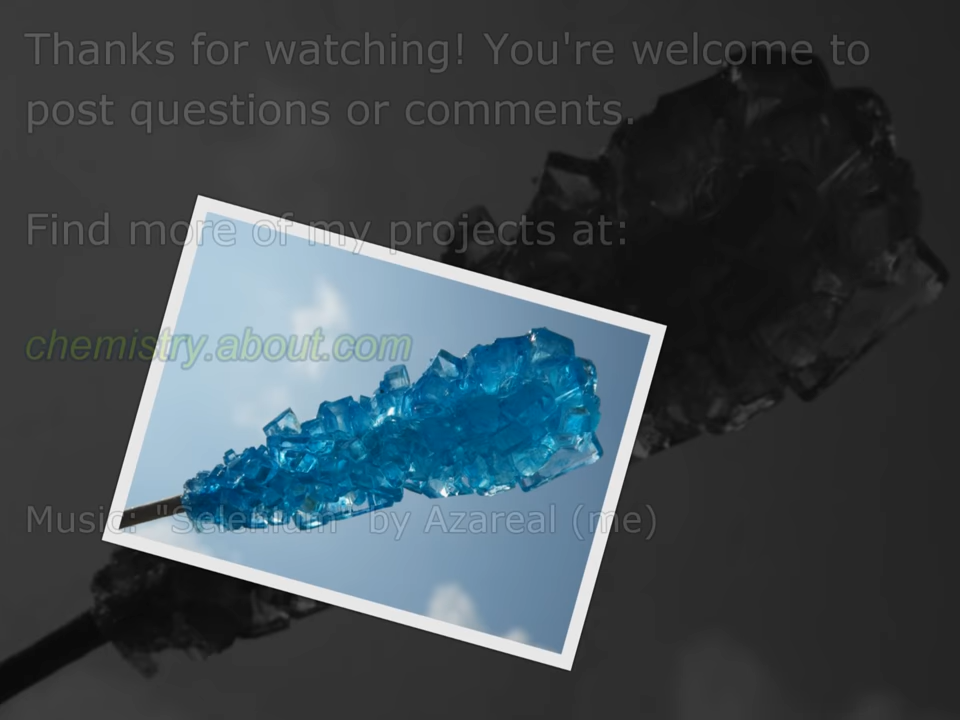 Thanks for watching! You're welcome to
post questions or comments.
Find more of my projects at:
chemistry.about.com
Music: "Selenium" by Azareal (me)